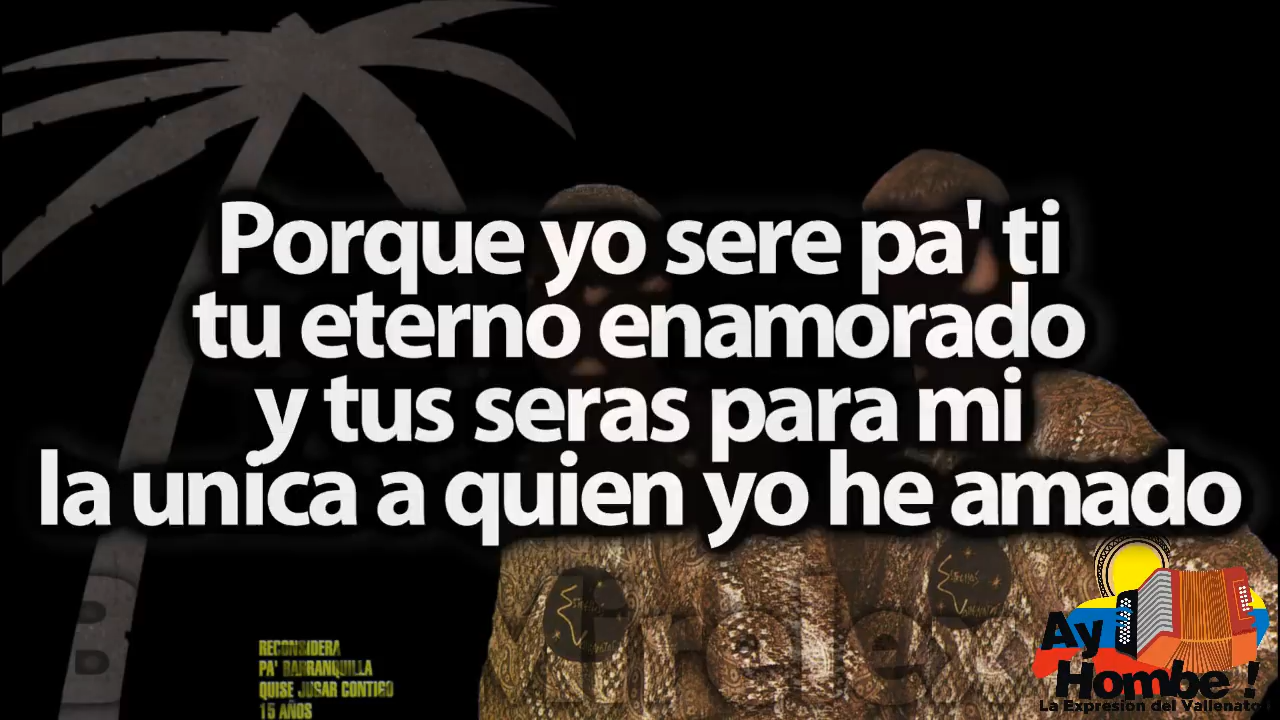 Porque yo sere pa' ti
tu eterno enamorado
y tus seras para mi
la unica a quien yo he amado
RECONSIDERA
PA' BARRANQUILLA
QUISE JUGAR CONTIGO
15 AÑOS
Ay
Hombe !
La Expresion del Vallenato